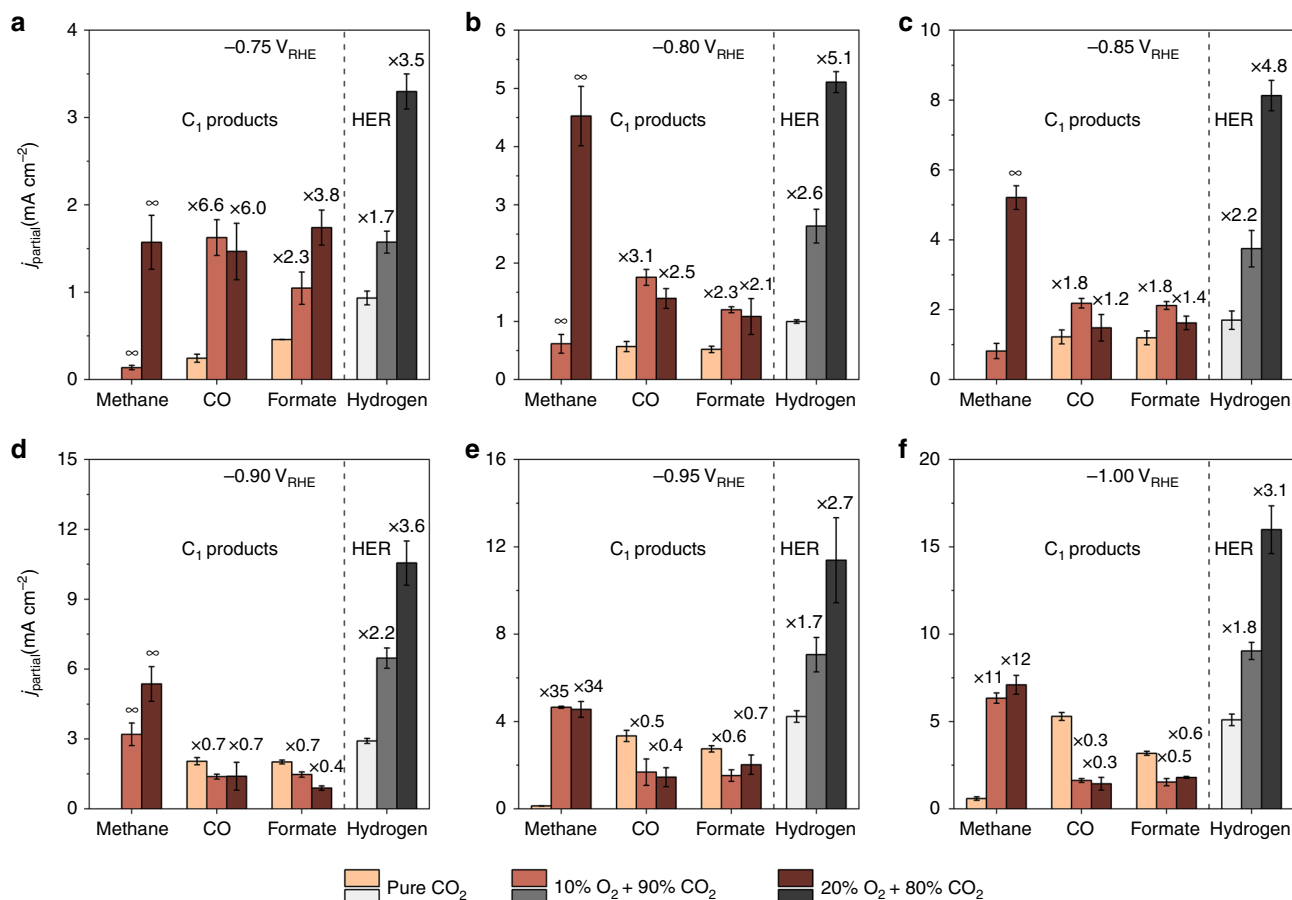 a
−0.75 V_RHE
C₁ products
HER
∞
∞
×6.6
×6.0
×2.3
×3.8
×1.7
×3.5
j_partial(mA cm⁻²)
4
3
2
1
0
Methane
CO
Formate
Hydrogen
b
−0.80 V_RHE
C₁ products
HER
∞
∞
×3.1
×2.5
×2.3
×2.1
×2.6
×5.1
6
5
4
3
2
1
0
Methane
CO
Formate
Hydrogen
c
−0.85 V_RHE
C₁ products
HER
∞
×1.8
×1.2
×1.8
×1.4
×2.2
×4.8
10
8
6
4
2
0
Methane
CO
Formate
Hydrogen
d
−0.90 V_RHE
C₁ products
HER
∞
∞
×0.7
×0.7
×0.7
×0.4
×2.2
×3.6
j_partial(mA cm⁻²)
15
12
9
6
3
0
Methane
CO
Formate
Hydrogen
e
−0.95 V_RHE
C₁ products
HER
×35
×34
×0.5
×0.4
×0.6
×0.7
×1.7
×2.7
16
12
8
4
0
Methane
CO
Formate
Hydrogen
f
−1.00 V_RHE
C₁ products
HER
×11
×12
×0.3
×0.3
×0.5
×0.6
×1.8
×3.1
20
15
10
5
0
Methane
CO
Formate
Hydrogen
Pure CO₂
10% O₂ + 90% CO₂
20% O₂ + 80% CO₂